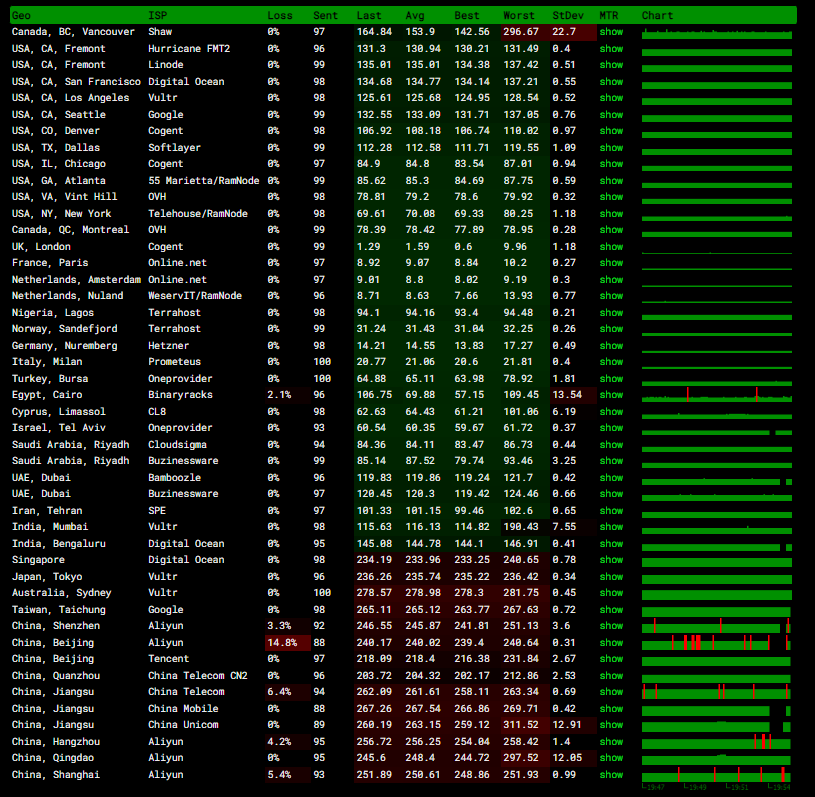 Geo ISP Loss Sent Last Avg Best Worst StDev MTR Chart
Canada, BC, Vancouver Shaw 0% 97 164.84 153.9 142.56 296.67 22.7 show
USA, CA, Fremont Hurricane FMT2 0% 96 131.3 130.94 130.21 131.49 0.4 show
USA, CA, Fremont Linode 0% 99 135.01 135.01 134.38 137.42 0.51 show
USA, CA, San Francisco Digital Ocean 0% 98 134.68 134.77 134.14 137.21 0.55 show
USA, CA, Los Angeles Vultr 0% 98 125.61 125.68 124.95 128.54 0.52 show
USA, CA, Seattle Google 0% 99 132.55 133.09 131.71 137.05 0.76 show
USA, CO, Denver Cogent 0% 98 106.92 108.18 106.74 110.02 0.97 show
USA, TX, Dallas Softlayer 0% 99 112.28 112.58 111.71 119.55 1.09 show
USA, IL, Chicago Cogent 0% 97 84.9 84.8 83.54 87.01 0.94 show
USA, GA, Atlanta 55 Marietta/RamNode 0% 99 85.62 85.3 84.69 87.75 0.59 show
USA, VA, Vint Hill OVH 0% 97 78.81 79.2 78.6 79.92 0.32 show
USA, NY, New York Telehouse/RamNode 0% 98 69.61 70.08 69.33 80.25 1.18 show
Canada, QC, Montreal OVH 0% 99 78.39 78.42 77.89 78.95 0.28 show
UK, London Cogent 0% 99 1.29 1.59 0.6 9.96 1.18 show
France, Paris Online.net 0% 97 8.92 9.07 8.84 10.2 0.27 show
Netherlands, Amsterdam Online.net 0% 97 9.01 8.8 8.02 9.19 0.3 show
Netherlands, Nuland WeservIT/RamNode 0% 96 8.71 8.63 7.66 13.93 0.77 show
Nigeria, Lagos Terrahost 0% 98 94.1 94.16 93.4 94.48 0.21 show
Norway, Sandefjord Terrahost 0% 99 31.24 31.43 31.04 32.25 0.26 show
Germany, Nuremberg Hetzner 0% 98 14.21 14.55 13.83 17.27 0.49 show
Italy, Milan Prometeus 0% 100 20.77 21.06 20.6 21.81 0.4 show
Turkey, Bursa Oneprovider 0% 100 64.88 65.11 63.98 78.92 1.81 show
Egypt, Cairo Binaryracks 2.1% 96 106.75 69.88 57.15 109.45 13.54 show
Cyprus, Limassol CL8 0% 98 62.63 64.43 61.21 101.06 6.19 show
Israel, Tel Aviv Oneprovider 0% 93 60.54 60.35 59.67 61.72 0.37 show
Saudi Arabia, Riyadh Cloudsigma 0% 94 84.36 84.11 83.47 86.73 0.44 show
Saudi Arabia, Riyadh Buzinessware 0% 99 85.14 87.52 79.74 93.46 3.25 show
UAE, Dubai Bamboozle 0% 96 119.83 119.86 119.24 121.7 0.42 show
UAE, Dubai Buzinessware 0% 97 120.45 120.3 119.42 124.46 0.66 show
Iran, Tehran SPE 0% 97 101.33 101.15 99.46 102.6 0.65 show
India, Mumbai Vultr 0% 98 115.63 116.13 114.82 190.43 7.55 show
India, Bengaluru Digital Ocean 0% 95 145.08 144.78 144.1 146.91 0.41 show
Singapore Digital Ocean 0% 98 234.19 233.96 233.25 240.65 0.78 show
Japan, Tokyo Vultr 0% 96 236.26 235.74 235.22 236.42 0.34 show
Australia, Sydney Vultr 0% 100 278.57 278.98 278.3 281.75 0.45 show
Taiwan, Taichung Google 0% 98 265.11 265.12 263.77 267.63 0.72 show
China, Shenzhen Aliyun 3.3% 92 246.55 245.87 241.81 251.13 3.6 show
China, Beijing Aliyun 14.8% 88 240.17 240.02 239.4 240.64 0.31 show
China, Beijing Tencent 0% 97 218.09 218.4 216.38 231.84 2.67 show
China, Quanzhou China Telecom CN2 0% 96 203.72 204.32 202.17 212.86 2.53 show
China, Jiangsu China Telecom 6.4% 94 262.09 261.61 258.11 263.34 0.69 show
China, Jiangsu China Mobile 0% 88 267.26 267.54 266.86 269.71 0.42 show
China, Jiangsu China Unicom 0% 89 260.19 263.15 259.12 311.52 12.91 show
China, Hangzhou Aliyun 4.2% 95 256.72 256.25 254.04 258.42 1.4 show
China, Qingdao Aliyun 0% 95 245.6 248.4 244.72 297.52 12.05 show
China, Shanghai Aliyun 5.4% 93 251.89 250.61 248.86 251.93 0.99 show
19:47 19:49 19:51 19:54